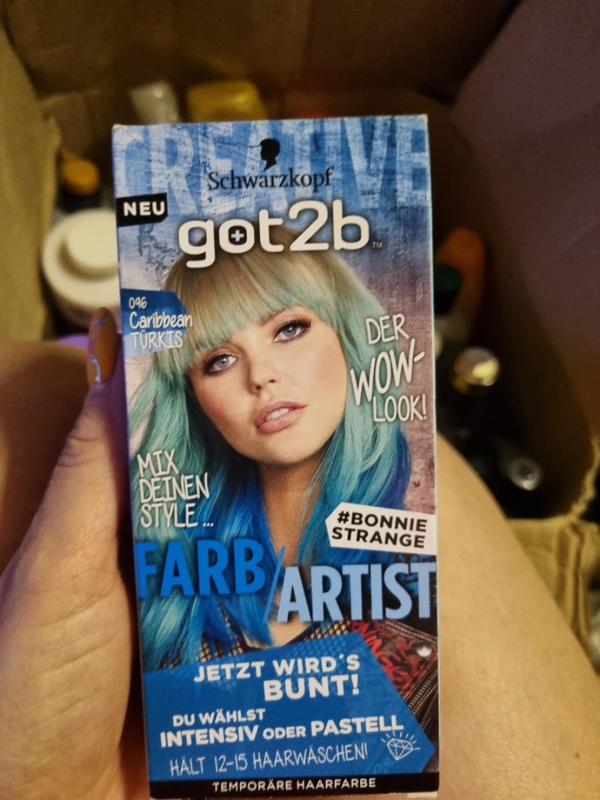 CREATIVE
Schwarzkopf
NEU
got2b™
096
Caribbean
TÜRKIS
DER
WOW-
LOOK!
MIX
DEINEN
STYLE ...
#BONNIE
STRANGE
FARB/ARTIST
JETZT WIRD´S
BUNT!
DU WÄHLST
INTENSIV ODER PASTELL
HÄLT 12-15 HAARWÄSCHEN!
TEMPORÄRE HAARFARBE